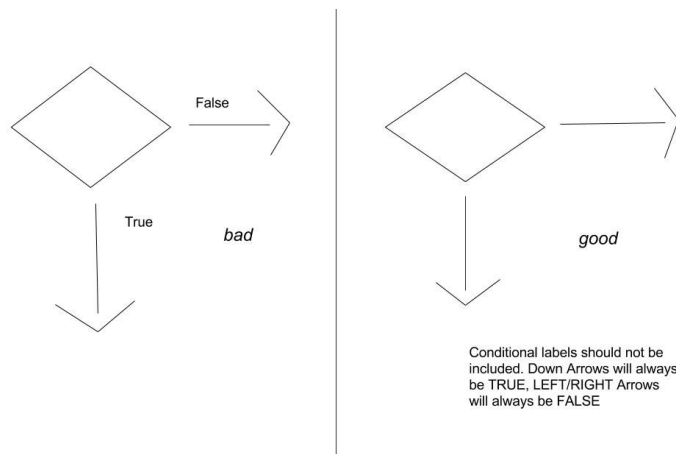 False
True
bad
good
Conditional labels should not be
included. Down Arrows will always
be TRUE, LEFT/RIGHT Arrows
will always be FALSE